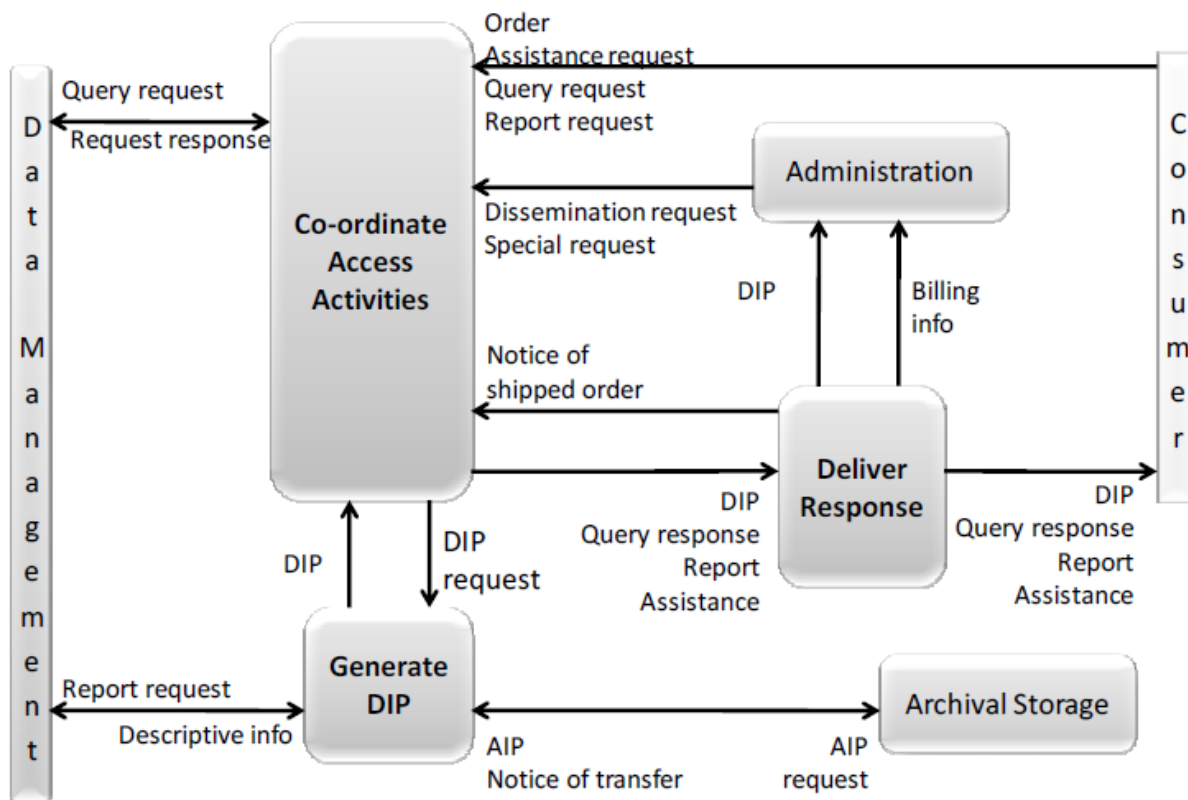 Order
Assistance request
Query request
Report request
Query request
Request response
Data Management
Consumer
Administration
Co-ordinate
Access
Activities
Dissemination request
Special request
DIP
Billing
info
Notice of
shipped order
Deliver
Response
DIP
Query response
Report
Assistance
DIP
Query response
Report
Assistance
DIP
DIP
request
Generate
DIP
Report request
Descriptive info
Archival Storage
AIP
Notice of transfer
AIP
request